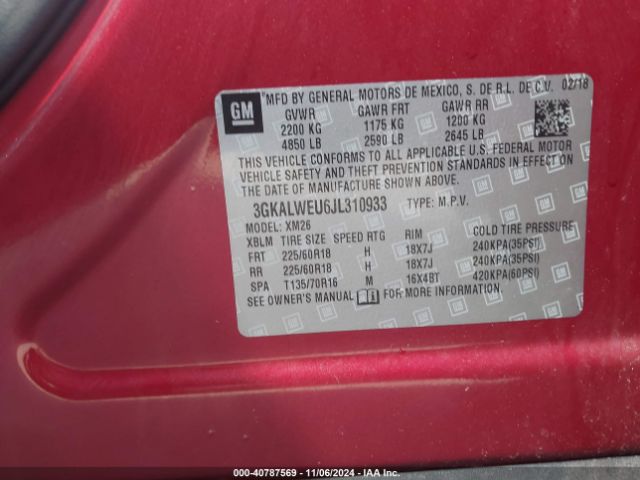 GM
*MFD BY GENERAL MOTORS DE MEXICO, S. DE R.L. DE C.V. 02/18
GVWR GAWR FRT GAWR RR
2200 KG 1175 KG 1200 KG
4850 LB 2590 LB 2645 LB
THIS VEHICLE CONFORMS TO ALL APPLICABLE U.S. FEDERAL MOTOR
VEHICLE SAFETY AND THEFT PREVENTION STANDARDS IN EFFECT ON
THE DATE OF MANUFACTURE SHOWN ABOVE.
3GKALWEU6JL310933 TYPE: M.P.V.
MODEL: XM26
XBLM TIRE SIZE SPEED RTG RIM COLD TIRE PRESSURE
FRT 225/60R18 H 18X7J 240KPA(35PSI)
RR 225/60R18 H 18X7J 240KPA(35PSI)
SPA T135/70R16 M 16X4BT 420KPA(60PSI)
SEE OWNER'S MANUAL FOR MORE INFORMATION.
000-40787569 - 11/06/2024 - IAA Inc.